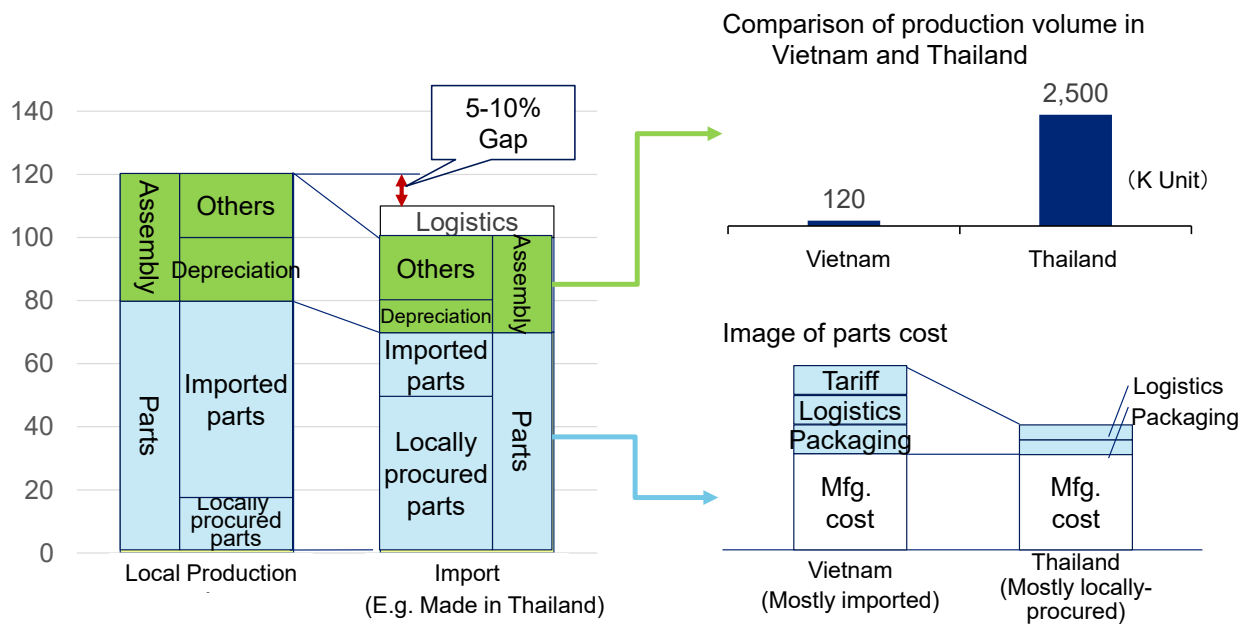 Comparison of production volume in
Vietnam and Thailand
140
120
100
80
60
40
20
0
5-10%
Gap
Assembly
Others
Depreciation
Parts
Imported
parts
Locally
procured
parts
Local Production
Logistics
Others
Depreciation
Assembly
Imported
parts
Locally
procured
parts
Parts
Import
(E.g. Made in Thailand)
2,500
120
(K Unit)
Vietnam
Thailand
Image of parts cost
Tariff
Logistics
Packaging
Mfg.
cost
Logistics
Packaging
Mfg.
cost
Vietnam
(Mostly imported)
Thailand
(Mostly locally-
procured)